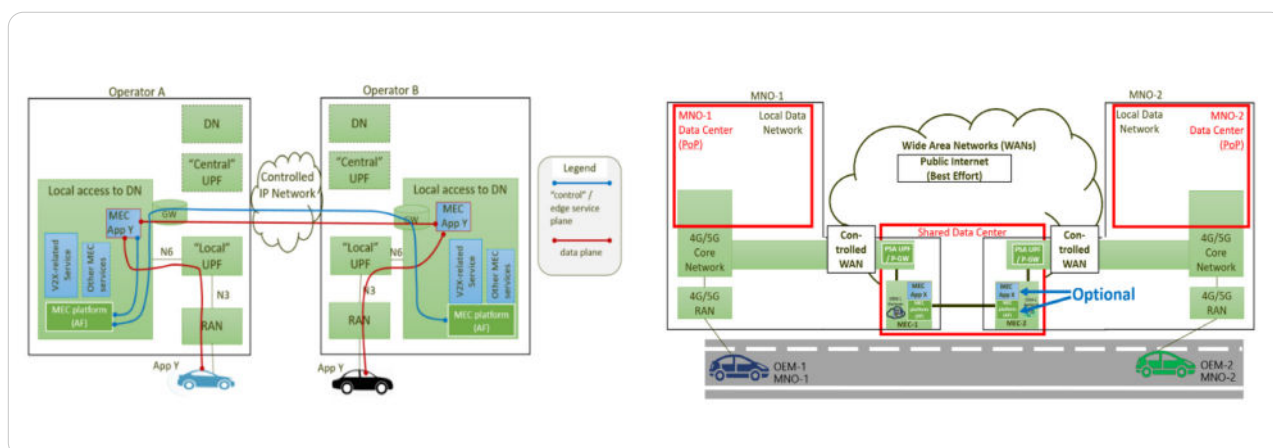 Operator A
DN
"Central"
UPF
Local access to DN
MEC
App Y
GW
V2X-related
Service
Other MEC
services
N6
"Local"
UPF
MEC platform
(AF)
N3
RAN
App Y
Controlled
IP Network
Operator B
DN
"Central"
UPF
Local access to DN
GW
MEC
App Y
"Local"
UPF
N6
V2X-related
Service
Other MEC
services
N3
MEC platform
(AF)
RAN
App Y
Legend
"control" /
edge service
plane
data plane
MNO-1
MNO-1
Data Center
(PoP)
Local Data
Network
Wide Area Networks (WANs)
Public Internet
(Best Effort)
MNO-2
Local Data
Network
MNO-2
Data Center
(PoP)
4G/5G
Core
Network
4G/5G
RAN
Con-
trolled
WAN
Shared Data Center
PSA UPF
/ P-GW
MEC
App X
MEC
platform
MEC-1
PSA UPF
/ P-GW
MEC
App X
MEC
platform
MEC-2
Con-
trolled
WAN
Optional
4G/5G
Core
Network
4G/5G
RAN
OEM-1
MNO-1
OEM-2
MNO-2